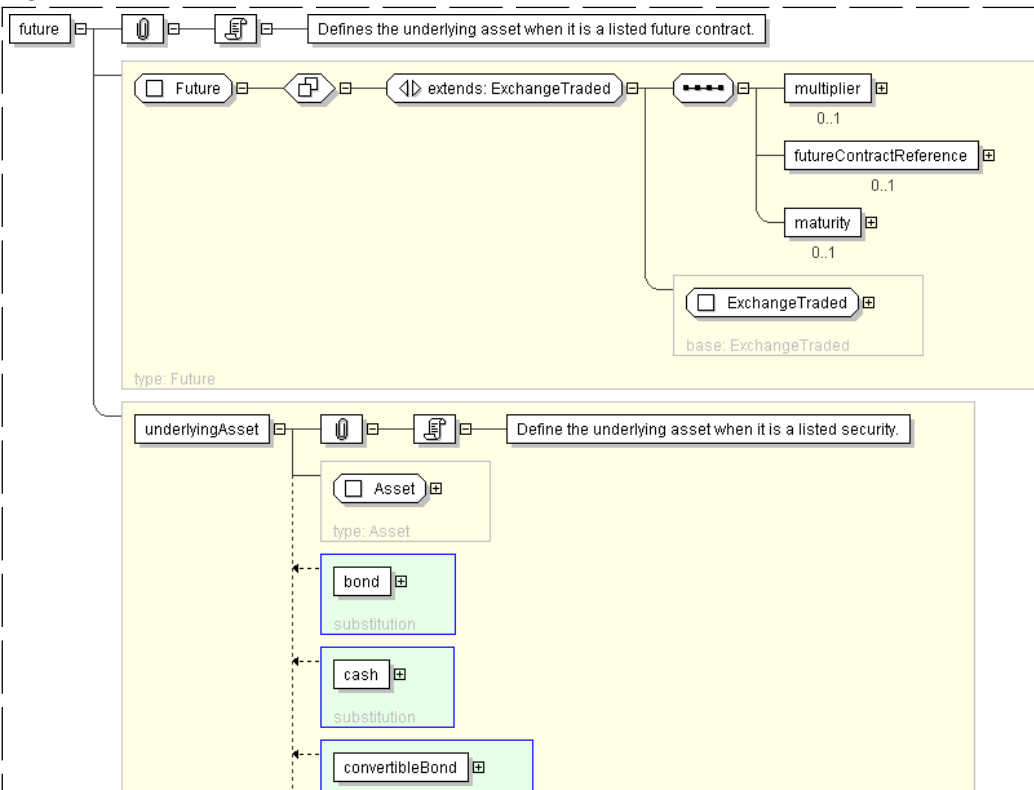 future
Defines the underlying asset when it is a listed future contract.
Future
extends: ExchangeTraded
multiplier
0..1
futureContractReference
0..1
maturity
0..1
ExchangeTraded
base: ExchangeTraded
type: Future
underlyingAsset
Define the underlying asset when it is a listed security.
Asset
type: Asset
bond
substitution
cash
substitution
convertibleBond